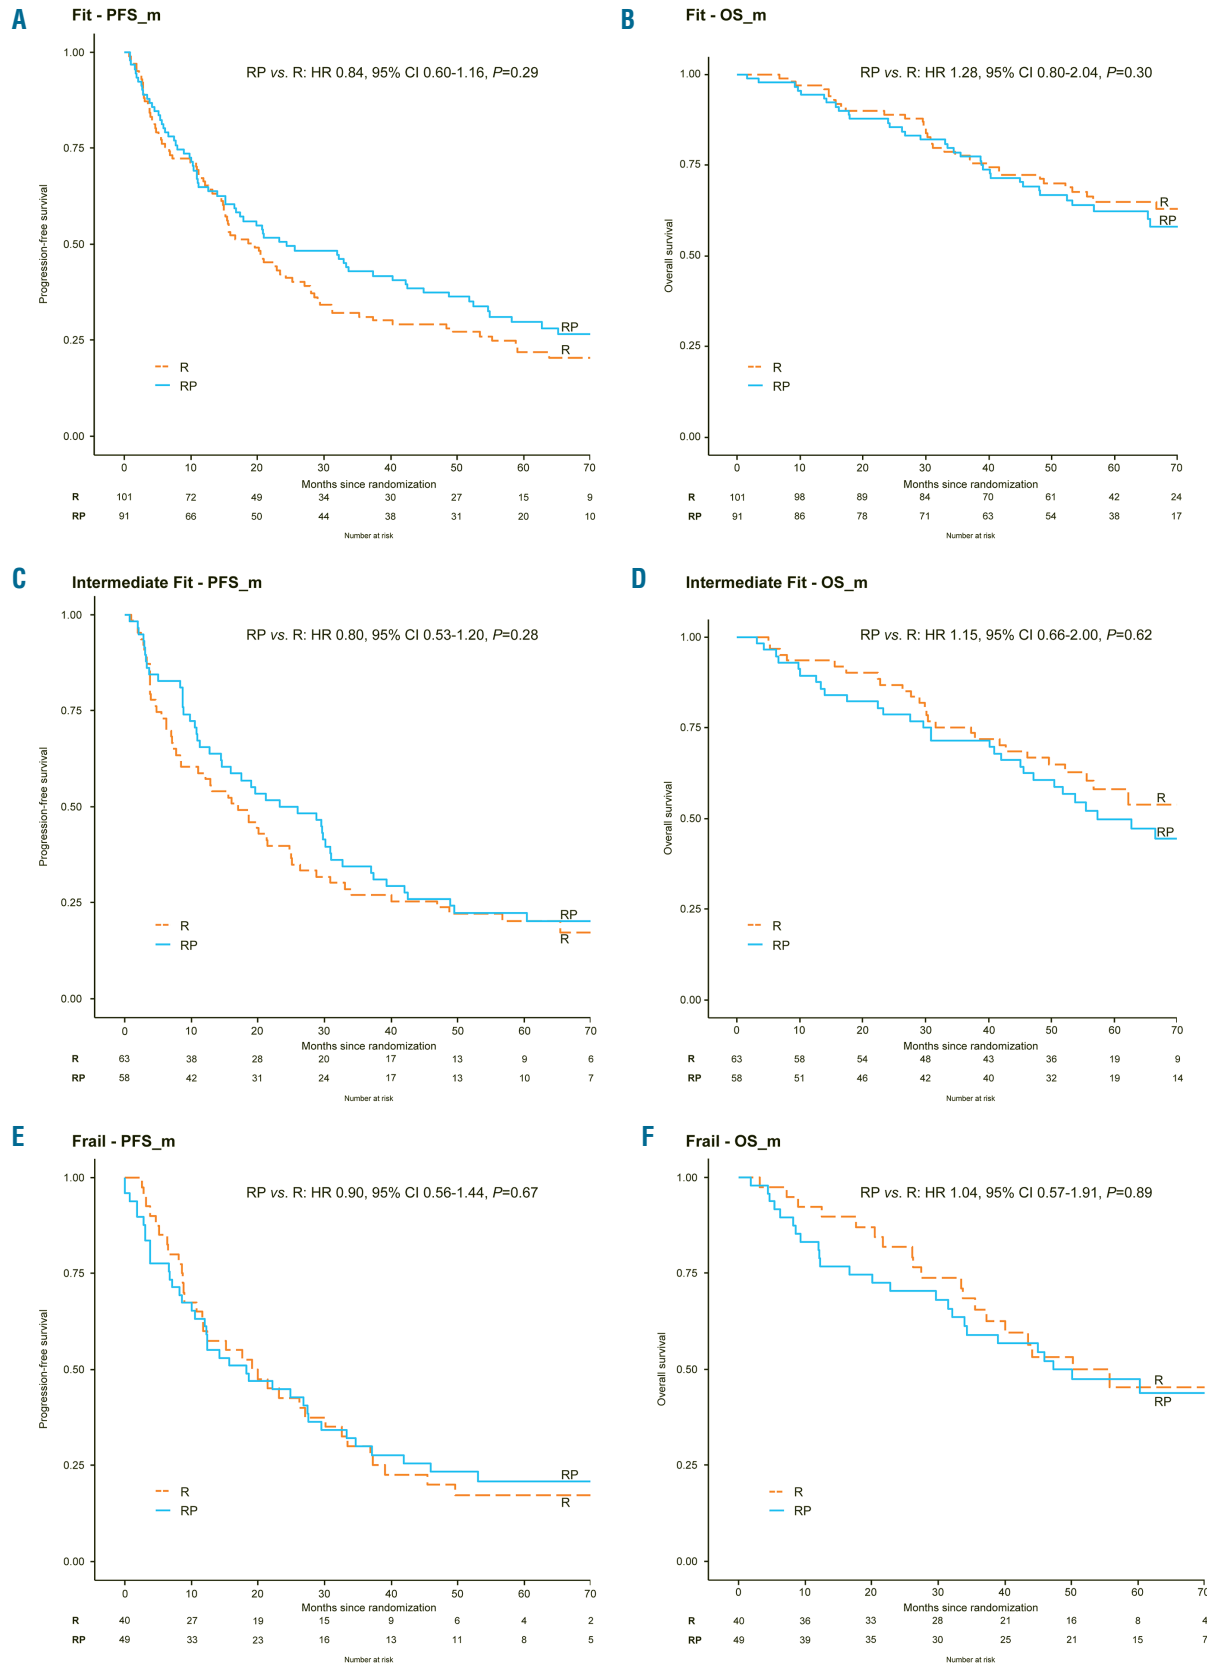 A Fit - PFS_m
RP vs. R: HR 0.84, 95% CI 0.60-1.16, P=0.29
Progression-free survival
1.00
0.75
0.50
0.25
0.00
RP
R
R
RP
0 10 20 30 40 50 60 70
Months since randomization
R 101 72 49 34 30 27 15 9
RP 91 66 50 44 38 31 20 10
Number at risk
B Fit - OS_m
RP vs. R: HR 1.28, 95% CI 0.80-2.04, P=0.30
Overall survival
1.00
0.75
0.50
0.25
0.00
R
RP
R
RP
0 10 20 30 40 50 60 70
Months since randomization
R 101 98 89 84 70 61 42 24
RP 91 86 78 71 63 54 38 17
Number at risk
C Intermediate Fit - PFS_m
RP vs. R: HR 0.80, 95% CI 0.53-1.20, P=0.28
Progression-free survival
1.00
0.75
0.50
0.25
0.00
RP
R
R
RP
0 10 20 30 40 50 60 70
Months since randomization
R 63 38 28 20 17 13 9 6
RP 58 42 31 24 17 13 10 7
Number at risk
D Intermediate Fit - OS_m
RP vs. R: HR 1.15, 95% CI 0.66-2.00, P=0.62
Overall survival
1.00
0.75
0.50
0.25
0.00
R
RP
R
RP
0 10 20 30 40 50 60 70
Months since randomization
R 63 58 54 48 43 36 19 9
RP 58 51 46 42 40 32 19 14
Number at risk
E Frail - PFS_m
RP vs. R: HR 0.90, 95% CI 0.56-1.44, P=0.67
Progression-free survival
1.00
0.75
0.50
0.25
0.00
RP
R
R
RP
0 10 20 30 40 50 60 70
Months since randomization
R 40 27 19 15 9 6 4 2
RP 49 33 23 16 13 11 8 5
Number at risk
F Frail - OS_m
RP vs. R: HR 1.04, 95% CI 0.57-1.91, P=0.89
Overall survival
1.00
0.75
0.50
0.25
0.00
R
RP
R
RP
0 10 20 30 40 50 60 70
Months since randomization
R 40 36 33 28 21 16 8 4
RP 49 39 35 30 25 21 15 7
Number at risk